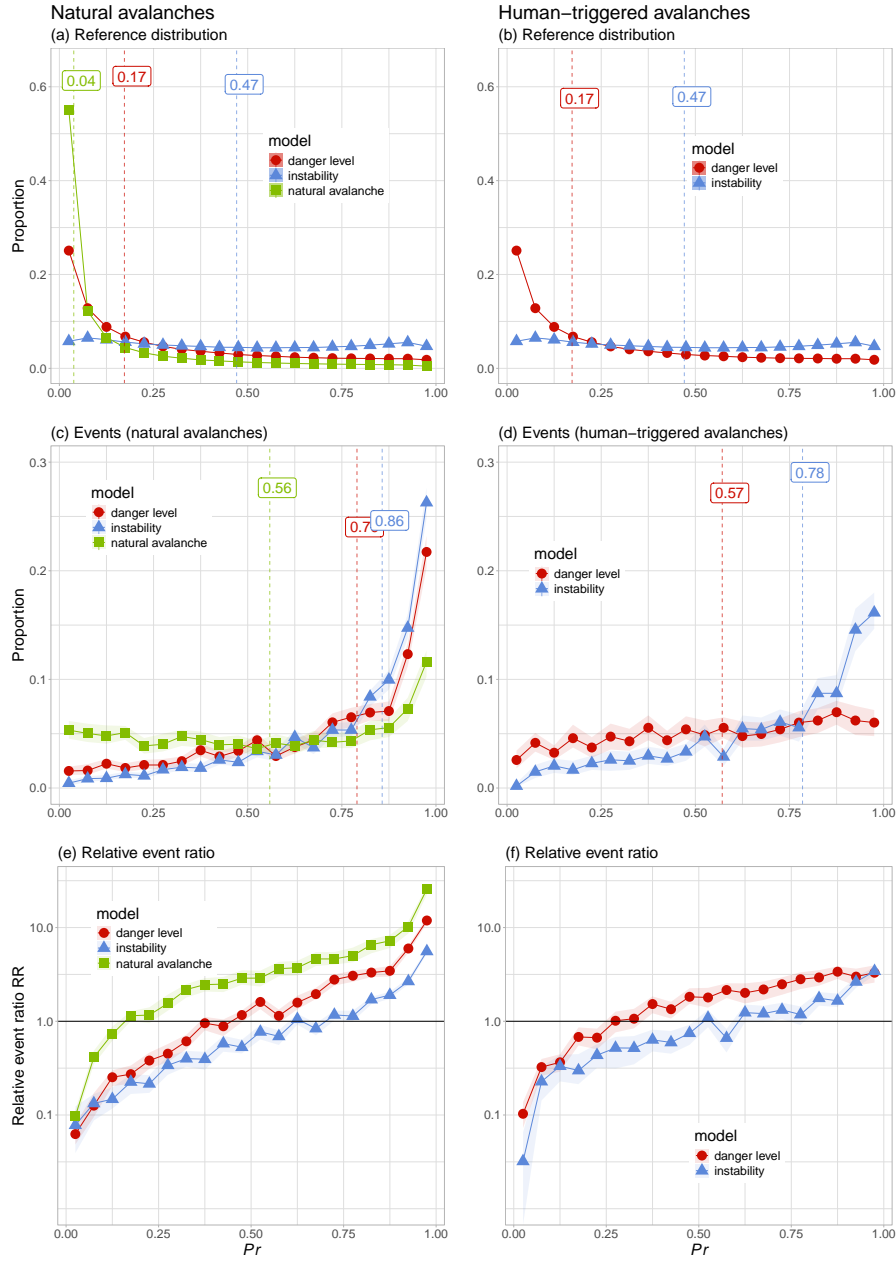 Natural avalanches
Human−triggered avalanches
(a) Reference distribution
(b) Reference distribution
0.04
0.17
0.47
0.17
0.47
model
danger level
instability
natural avalanche
model
danger level
instability
Proportion
0.6
0.4
0.2
0.0
0.6
0.4
0.2
0.0
0.00 0.25 0.50 0.75 1.00
0.00 0.25 0.50 0.75 1.00
(c) Events (natural avalanches)
(d) Events (human−triggered avalanches)
0.56
0.86
0.57
0.78
model
danger level
instability
natural avalanche
model
danger level
instability
Proportion
0.3
0.2
0.1
0.0
0.3
0.2
0.1
0.0
0.00 0.25 0.50 0.75 1.00
0.00 0.25 0.50 0.75 1.00
(e) Relative event ratio
(f) Relative event ratio
model
danger level
instability
natural avalanche
model
danger level
instability
Relative event ratio RR
10.0
1.0
0.1
10.0
1.0
0.1
0.00 0.25 0.50 0.75 1.00
0.00 0.25 0.50 0.75 1.00
Pr
Pr